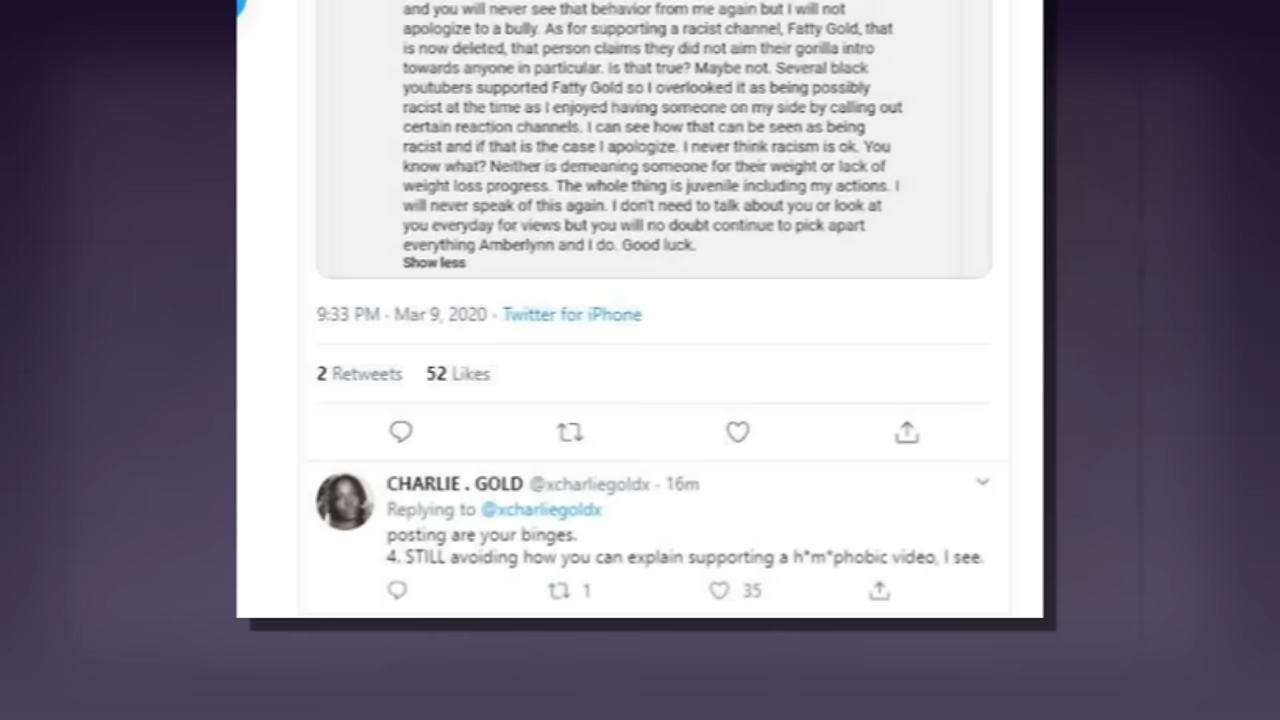 and you will never see that behavior from me again but I will not
apologize to a bully. As for supporting a racist channel, Fatty Gold, that
is now deleted, that person claims they did not aim their gorilla intro
towards anyone in particular. Is that true? Maybe not. Several black
youtubers supported Fatty Gold so I overlooked it as being possibly
racist at the time as I enjoyed having someone on my side by calling out
certain reaction channels. I can see how that can be seen as being
racist and if that is the case I apologize. I never think racism is ok. You
know what? Neither is demeaning someone for their weight or lack of
weight loss progress. The whole thing is juvenile including my actions. I
will never speak of this again. I don't need to talk about you or look at
you everyday for views but you will no doubt continue to pick apart
everything Amberlynn and I do. Good luck.
Show less
9:33 PM · Mar 9, 2020 · Twitter for iPhone
2 Retweets 52 Likes
CHARLIE . GOLD @xcharliegoldx · 16m
Replying to @xcharliegoldx
posting are your binges.
4. STILL avoiding how you can explain supporting a h*m*phobic video, I see.
1 35